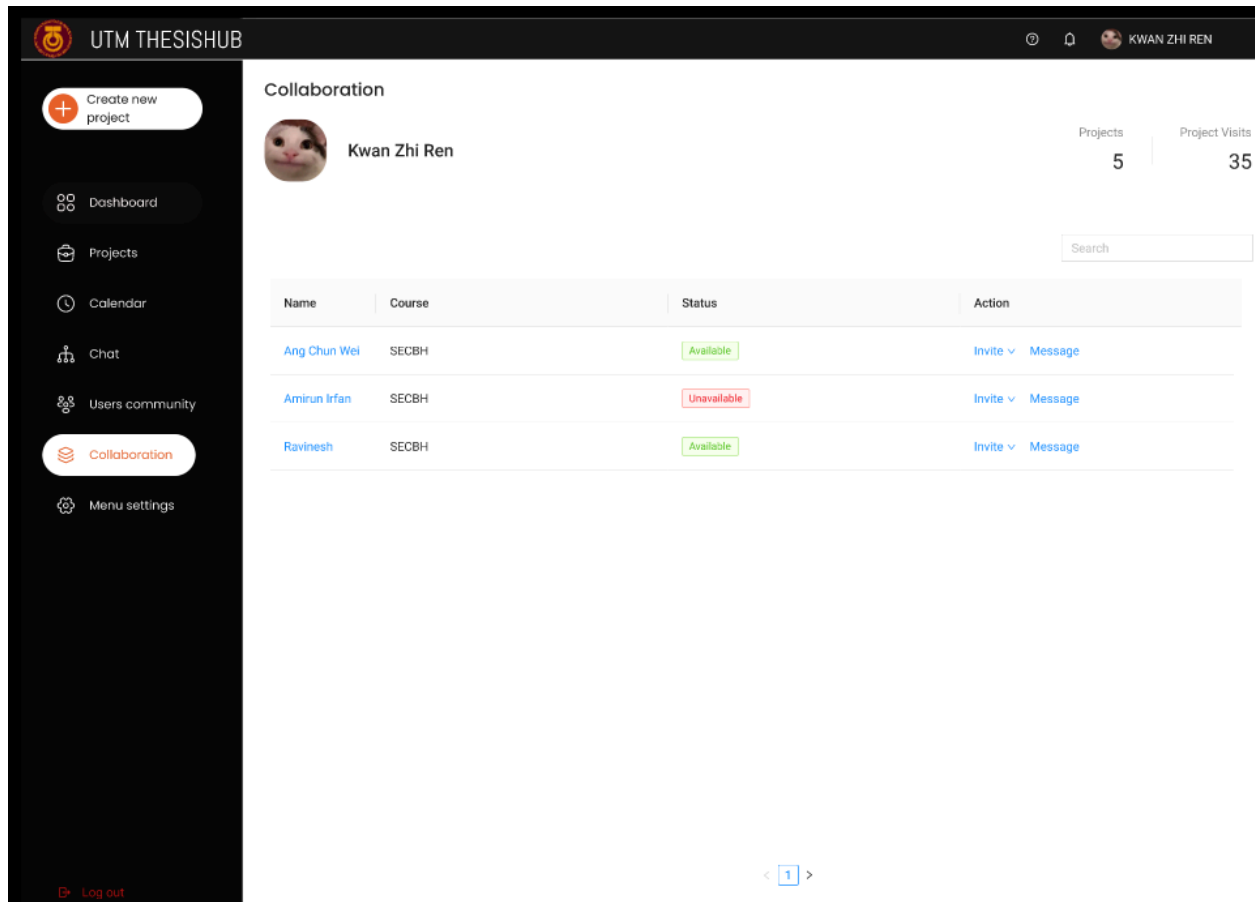 UTM THESISHUB
KWAN ZHI REN
Create new
project
Dashboard
Projects
Calendar
Chat
Users community
Collaboration
Menu settings
Log out
Collaboration
Kwan Zhi Ren
Projects Project Visits
5 35
Search
Name Course Status Action
Ang Chun Wei SECBH Available Invite Message
Amirun Irfan SECBH Unavailable Invite Message
Ravinesh SECBH Available Invite Message
< 1 >